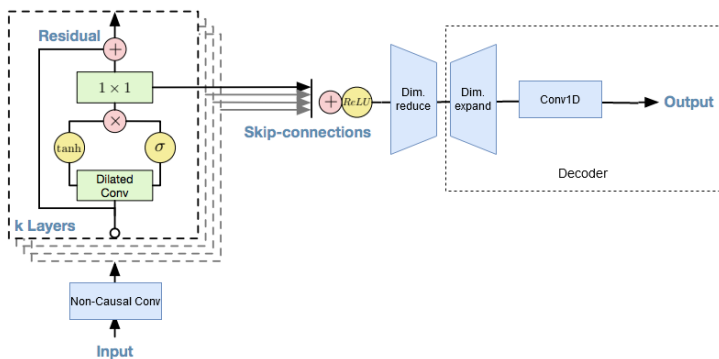 Residual
+
1 × 1
×
tanh
σ
Dilated
Conv
k Layers
Non-Causal Conv
Input
Skip-connections
+
ReLU
Dim.
reduce
Dim.
expand
Conv1D
Output
Decoder